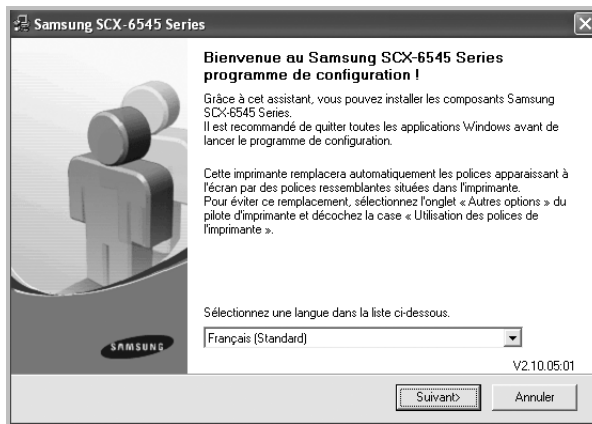 Samsung SCX-6545 Series
Bienvenue au Samsung SCX-6545 Series
programme de configuration !
Grâce à cet assistant, vous pouvez installer les composants Samsung
SCX-6545 Series.
Il est recommandé de quitter toutes les applications Windows avant de
lancer le programme de configuration.
Cette imprimante remplacera automatiquement les polices apparaissant à
l'écran par des polices ressemblantes situées dans l'imprimante.
Pour éviter ce remplacement, sélectionnez l'onglet « Autres options » du
pilote d'imprimante et décochez la case « Utilisation des polices de
l'imprimante ».
Sélectionnez une langue dans la liste ci-dessous.
SAMSUNG
Français (Standard)
V2.10.05:01
Suivant>
Annuler